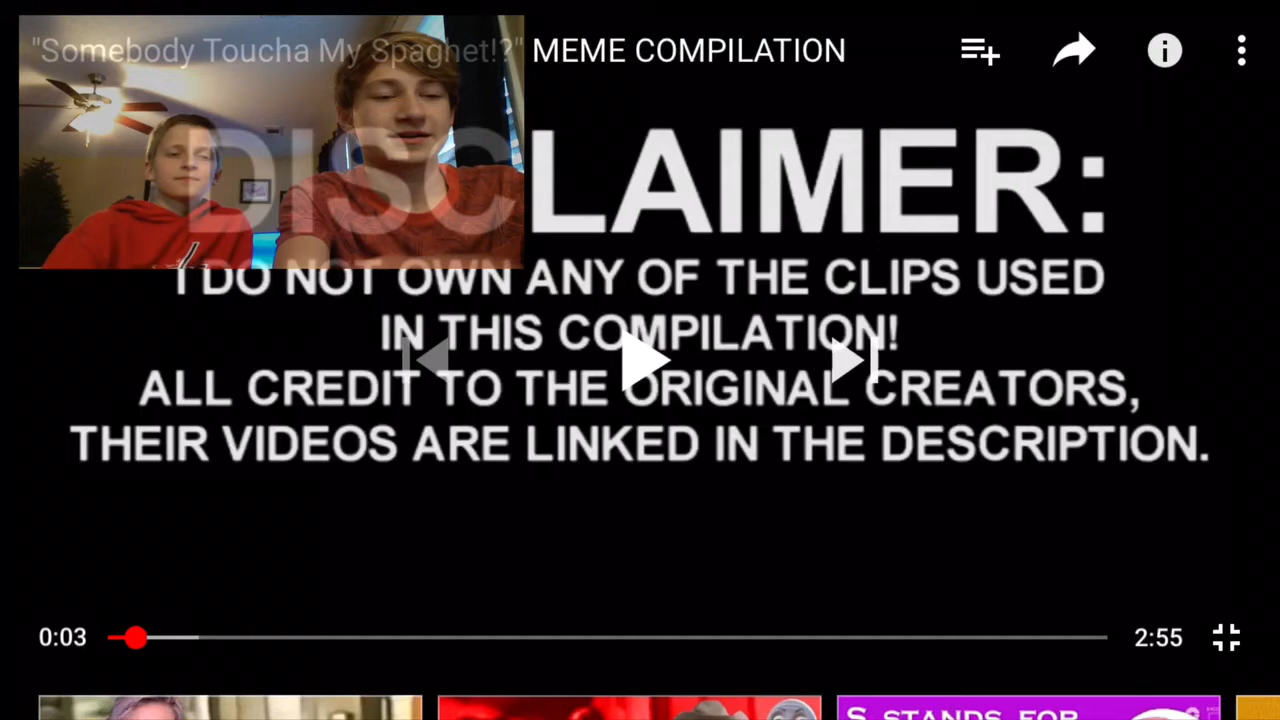 "Somebody Toucha My Spaghet!?" MEME COMPILATION
DISCLAIMER:
I DO NOT OWN ANY OF THE CLIPS USED
IN THIS COMPILATION!
ALL CREDIT TO THE ORIGINAL CREATORS,
THEIR VIDEOS ARE LINKED IN THE DESCRIPTION.
0:03
2:55
S STANDS FOR